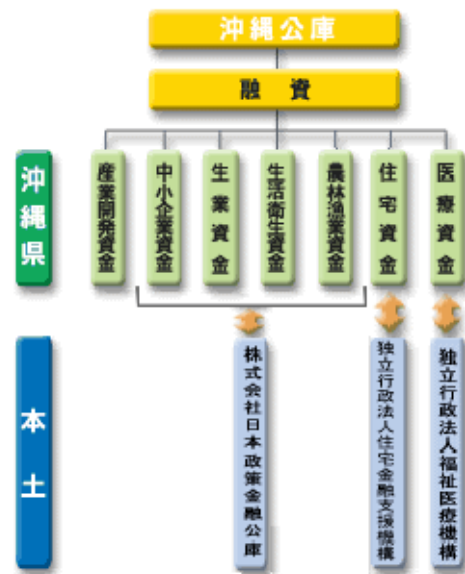 沖縄公庫
融資
沖縄県
産業開発資金
中小企業資金
生業資金
生活衛生資金
農林漁業資金
住宅資金
医療資金
本土
株式会社日本政策金融公庫
独立行政法人住宅金融支援機構
独立行政法人福祉医療機構